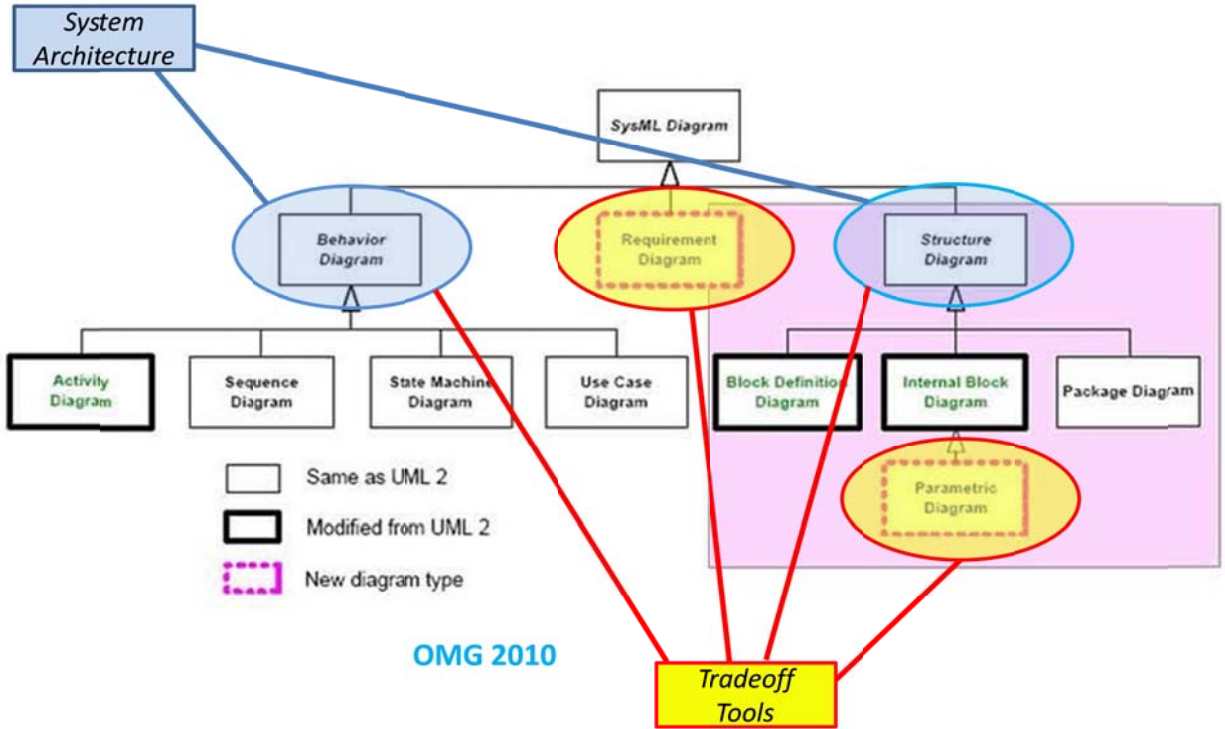 System
Architecture
SysML Diagram
Behavior
Diagram
Requirement
Diagram
Structure
Diagram
Activity
Diagram
Sequence
Diagram
State Machine
Diagram
Use Case
Diagram
Block Definition
Diagram
Internal Block
Diagram
Package Diagram
Parametric
Diagram
Same as UML 2
Modified from UML 2
New diagram type
OMG 2010
Tradeoff
Tools